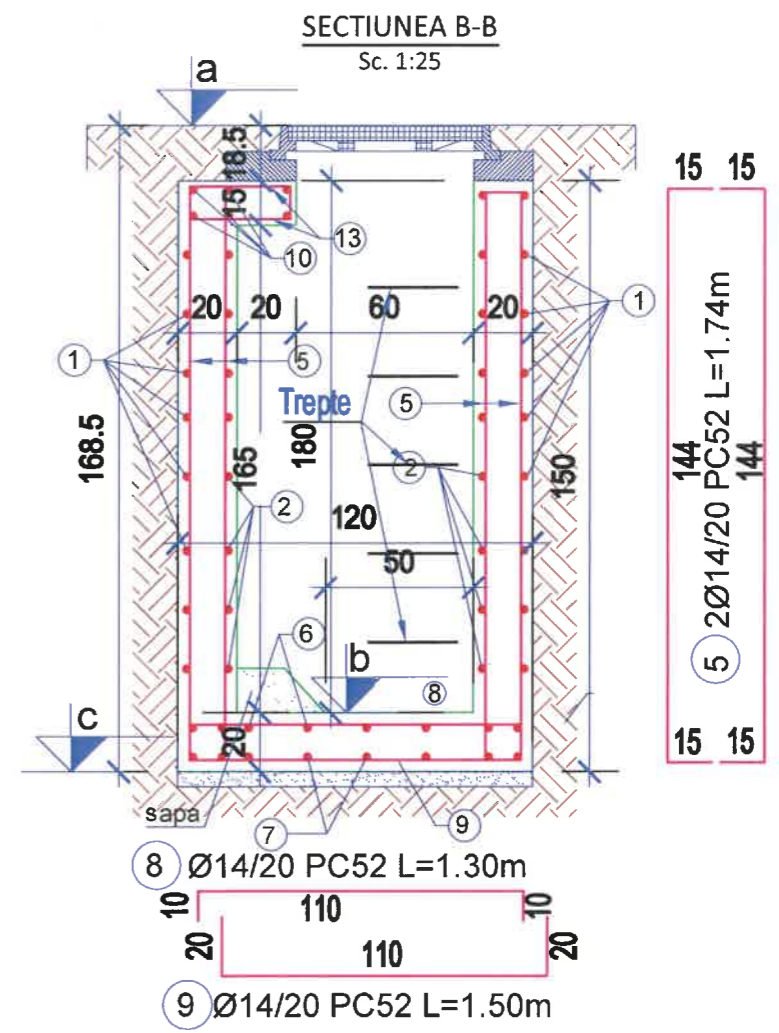 SECTIUNEA B-B
Sc. 1:25
a
18.5
15
13
10
20 20 60 20
1
1
5
5
Trepte
168.5
165
180
2
2
150
120
50
6
b
8
c
20
sapa
7
9
15 15
144
144
5 2Ø14/20 PC52 L=1.74m
15 15
8 Ø14/20 PC52 L=1.30m
10 110 10
20 110 20
9 Ø14/20 PC52 L=1.50m